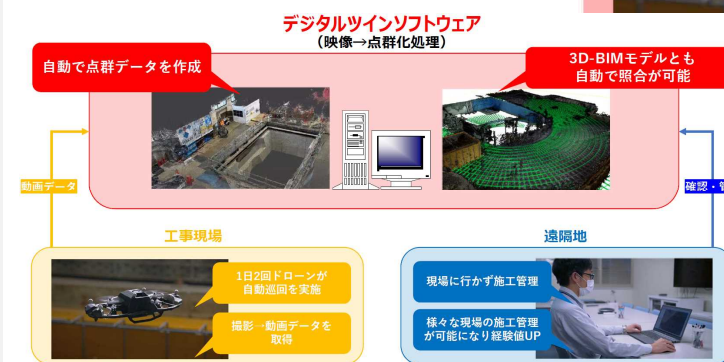 デジタルツインソフトウェア
(映像→点群化処理)
自動で点群データを作成
3D-BIMモデルとも
自動で照合が可能
動画データ
確認・管
工事現場
遠隔地
1日2回ドローンが
自動巡回を実施
撮影→動画データを
取得
現場に行かず施工管理
様々な現場の施工管理
が可能になり経験値UP